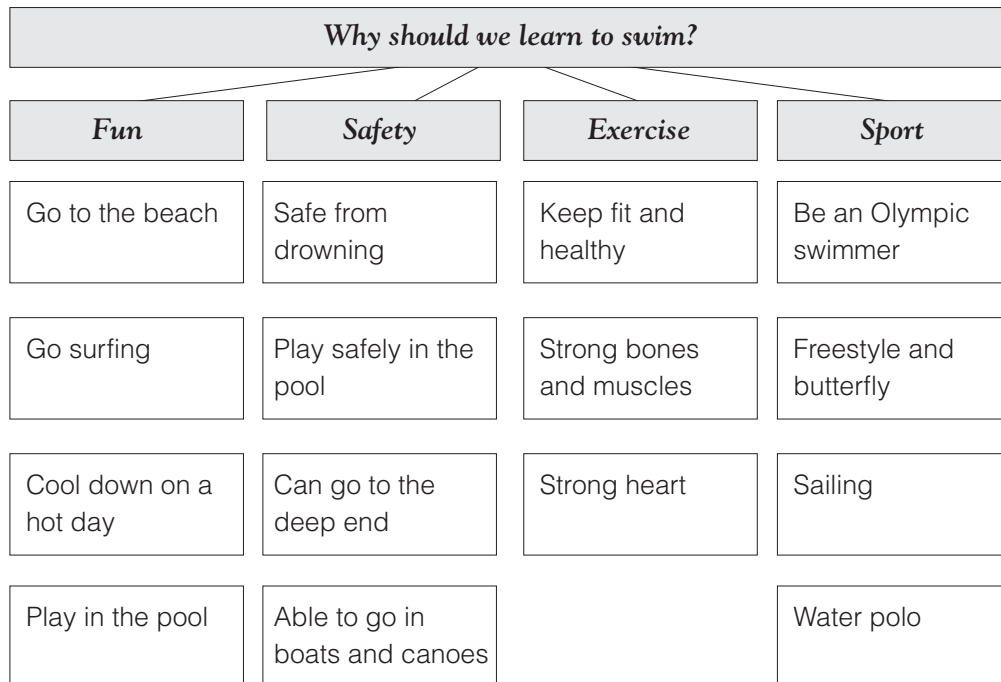 Why should we learn to swim?
Fun
Safety
Exercise
Sport
Go to the beach
Safe from
drowning
Keep fit and
healthy
Be an Olympic
swimmer
Go surfing
Play safely in the
pool
Strong bones
and muscles
Freestyle and
butterfly
Cool down on a
hot day
Can go to the
deep end
Strong heart
Sailing
Play in the pool
Able to go in
boats and canoes
Water polo